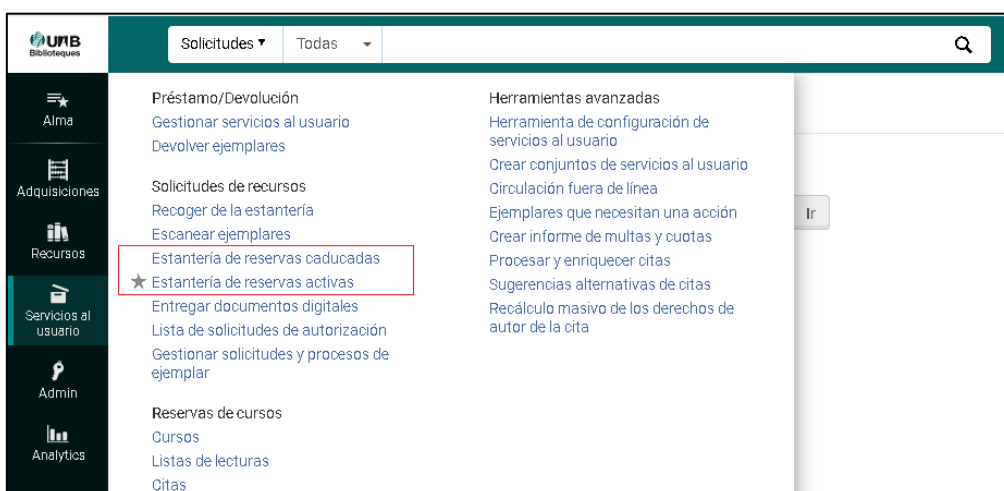 UAB
Biblioteques
Solicitudes
Todas
Alma
Adquisiciones
Recursos
Servicios al
usuario
Admin
Analytics
Préstamo/Devolución
Gestionar servicios al usuario
Devolver ejemplares
Solicitudes de recursos
Recoger de la estantería
Escanear ejemplares
Estantería de reservas caducadas
Estantería de reservas activas
Entregar documentos digitales
Lista de solicitudes de autorización
Gestionar solicitudes y procesos de
ejemplar
Reservas de cursos
Cursos
Listas de lecturas
Citas
Herramientas avanzadas
Herramienta de configuración de
servicios al usuario
Crear conjuntos de servicios al usuario
Circulación fuera de línea
Ejemplares que necesitan una acción
Crear informe de multas y cuotas
Procesar y enriquecer citas
Sugerencias alternativas de citas
Recálculo masivo de los derechos de
autor de la cita
Ir